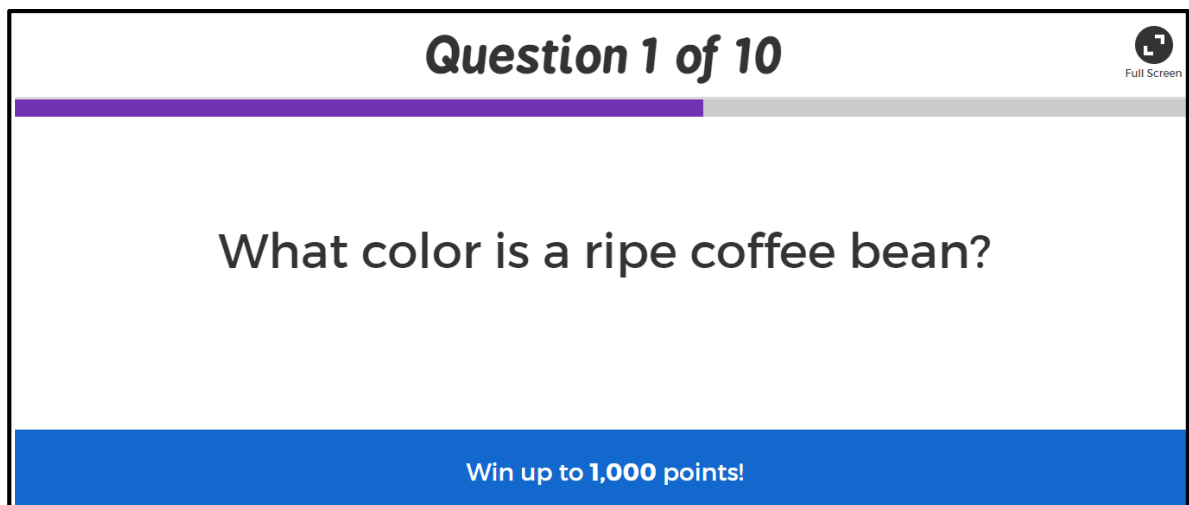 Question 1 of 10
Full Screen
What color is a ripe coffee bean?
Win up to 1,000 points!